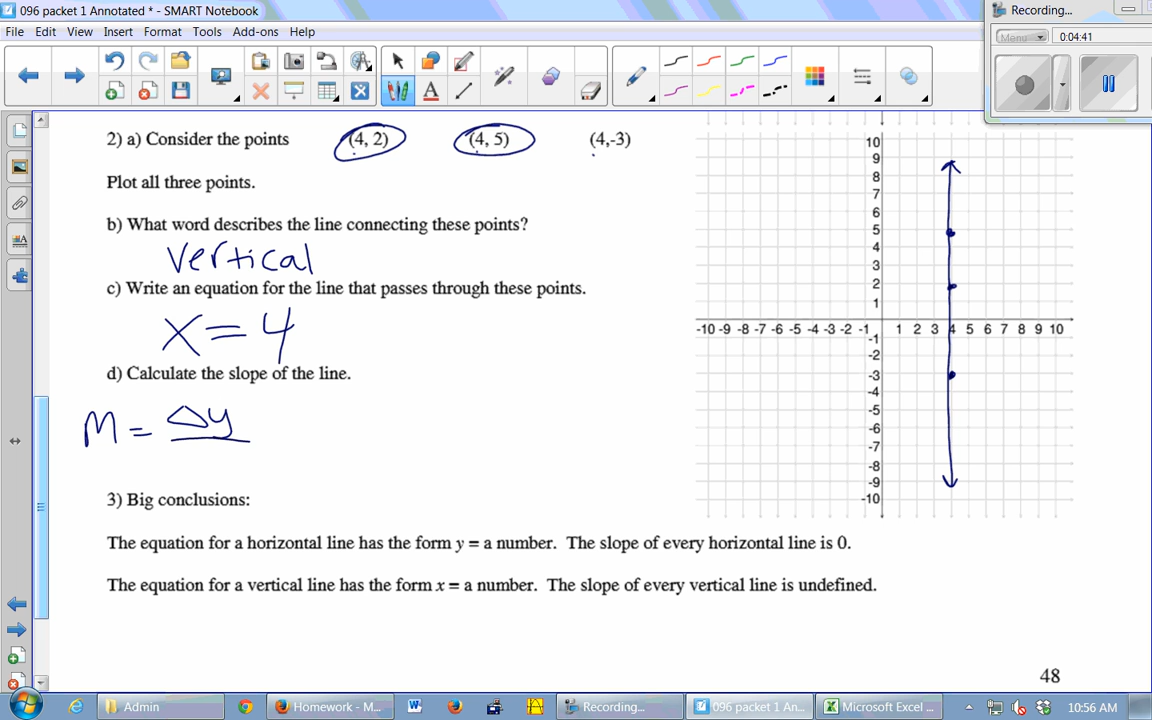 096 packet 1 Annotated * - SMART Notebook
Recording...
File Edit View Insert Format Tools Add-ons Help
Menu 0:04:41
2) a) Consider the points (4, 2) (4, 5) (4,-3)
Plot all three points.
b) What word describes the line connecting these points?
vertical
c) Write an equation for the line that passes through these points.
x = 4
d) Calculate the slope of the line.
M = Δy
10
9
8
7
6
5
4
3
2
1
-10 -9 -8 -7 -6 -5 -4 -3 -2 -1 1 2 3 4 5 6 7 8 9 10
-1
-2
-3
-4
-5
-6
-7
-8
-9
-10
3) Big conclusions:
The equation for a horizontal line has the form y = a number. The slope of every horizontal line is 0.
The equation for a vertical line has the form x = a number. The slope of every vertical line is undefined.
48
Admin Homework - M... Recording... 096 packet 1 An... Microsoft Excel ... 10:56 AM